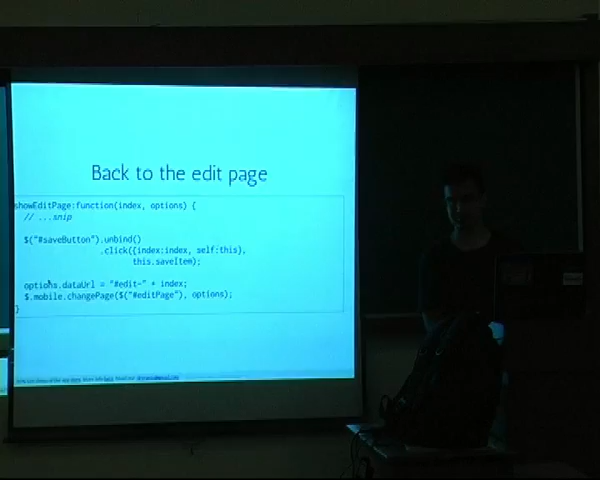 Back to the edit page
showEditPage:function(index, options) {
// ...snip
$("#saveButton").unbind()
.click({index:index, self:this},
this.saveItem);
options.dataUrl = "#edit-" + index;
$.mobile.changePage($("#editPage"), options);
}